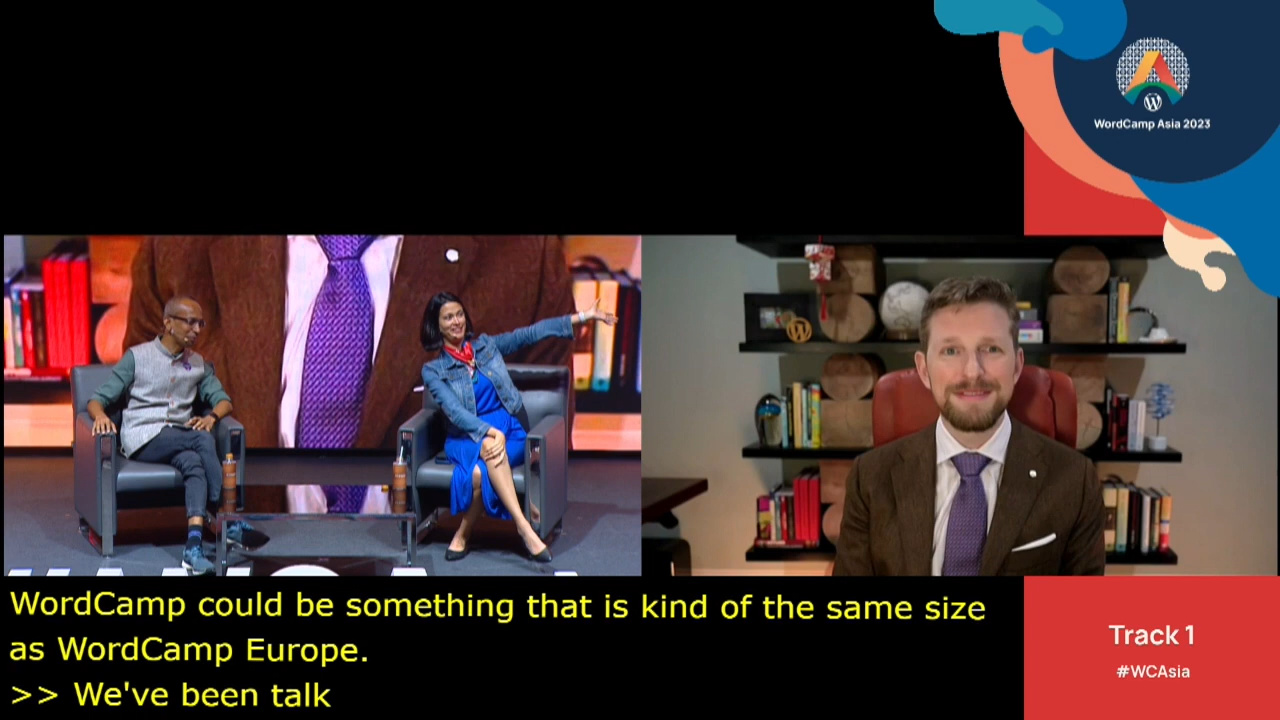 WordCamp Asia 2023
WordCamp could be something that is kind of the same size
as WordCamp Europe.
>> We've been talk
Track 1
#WCAsia